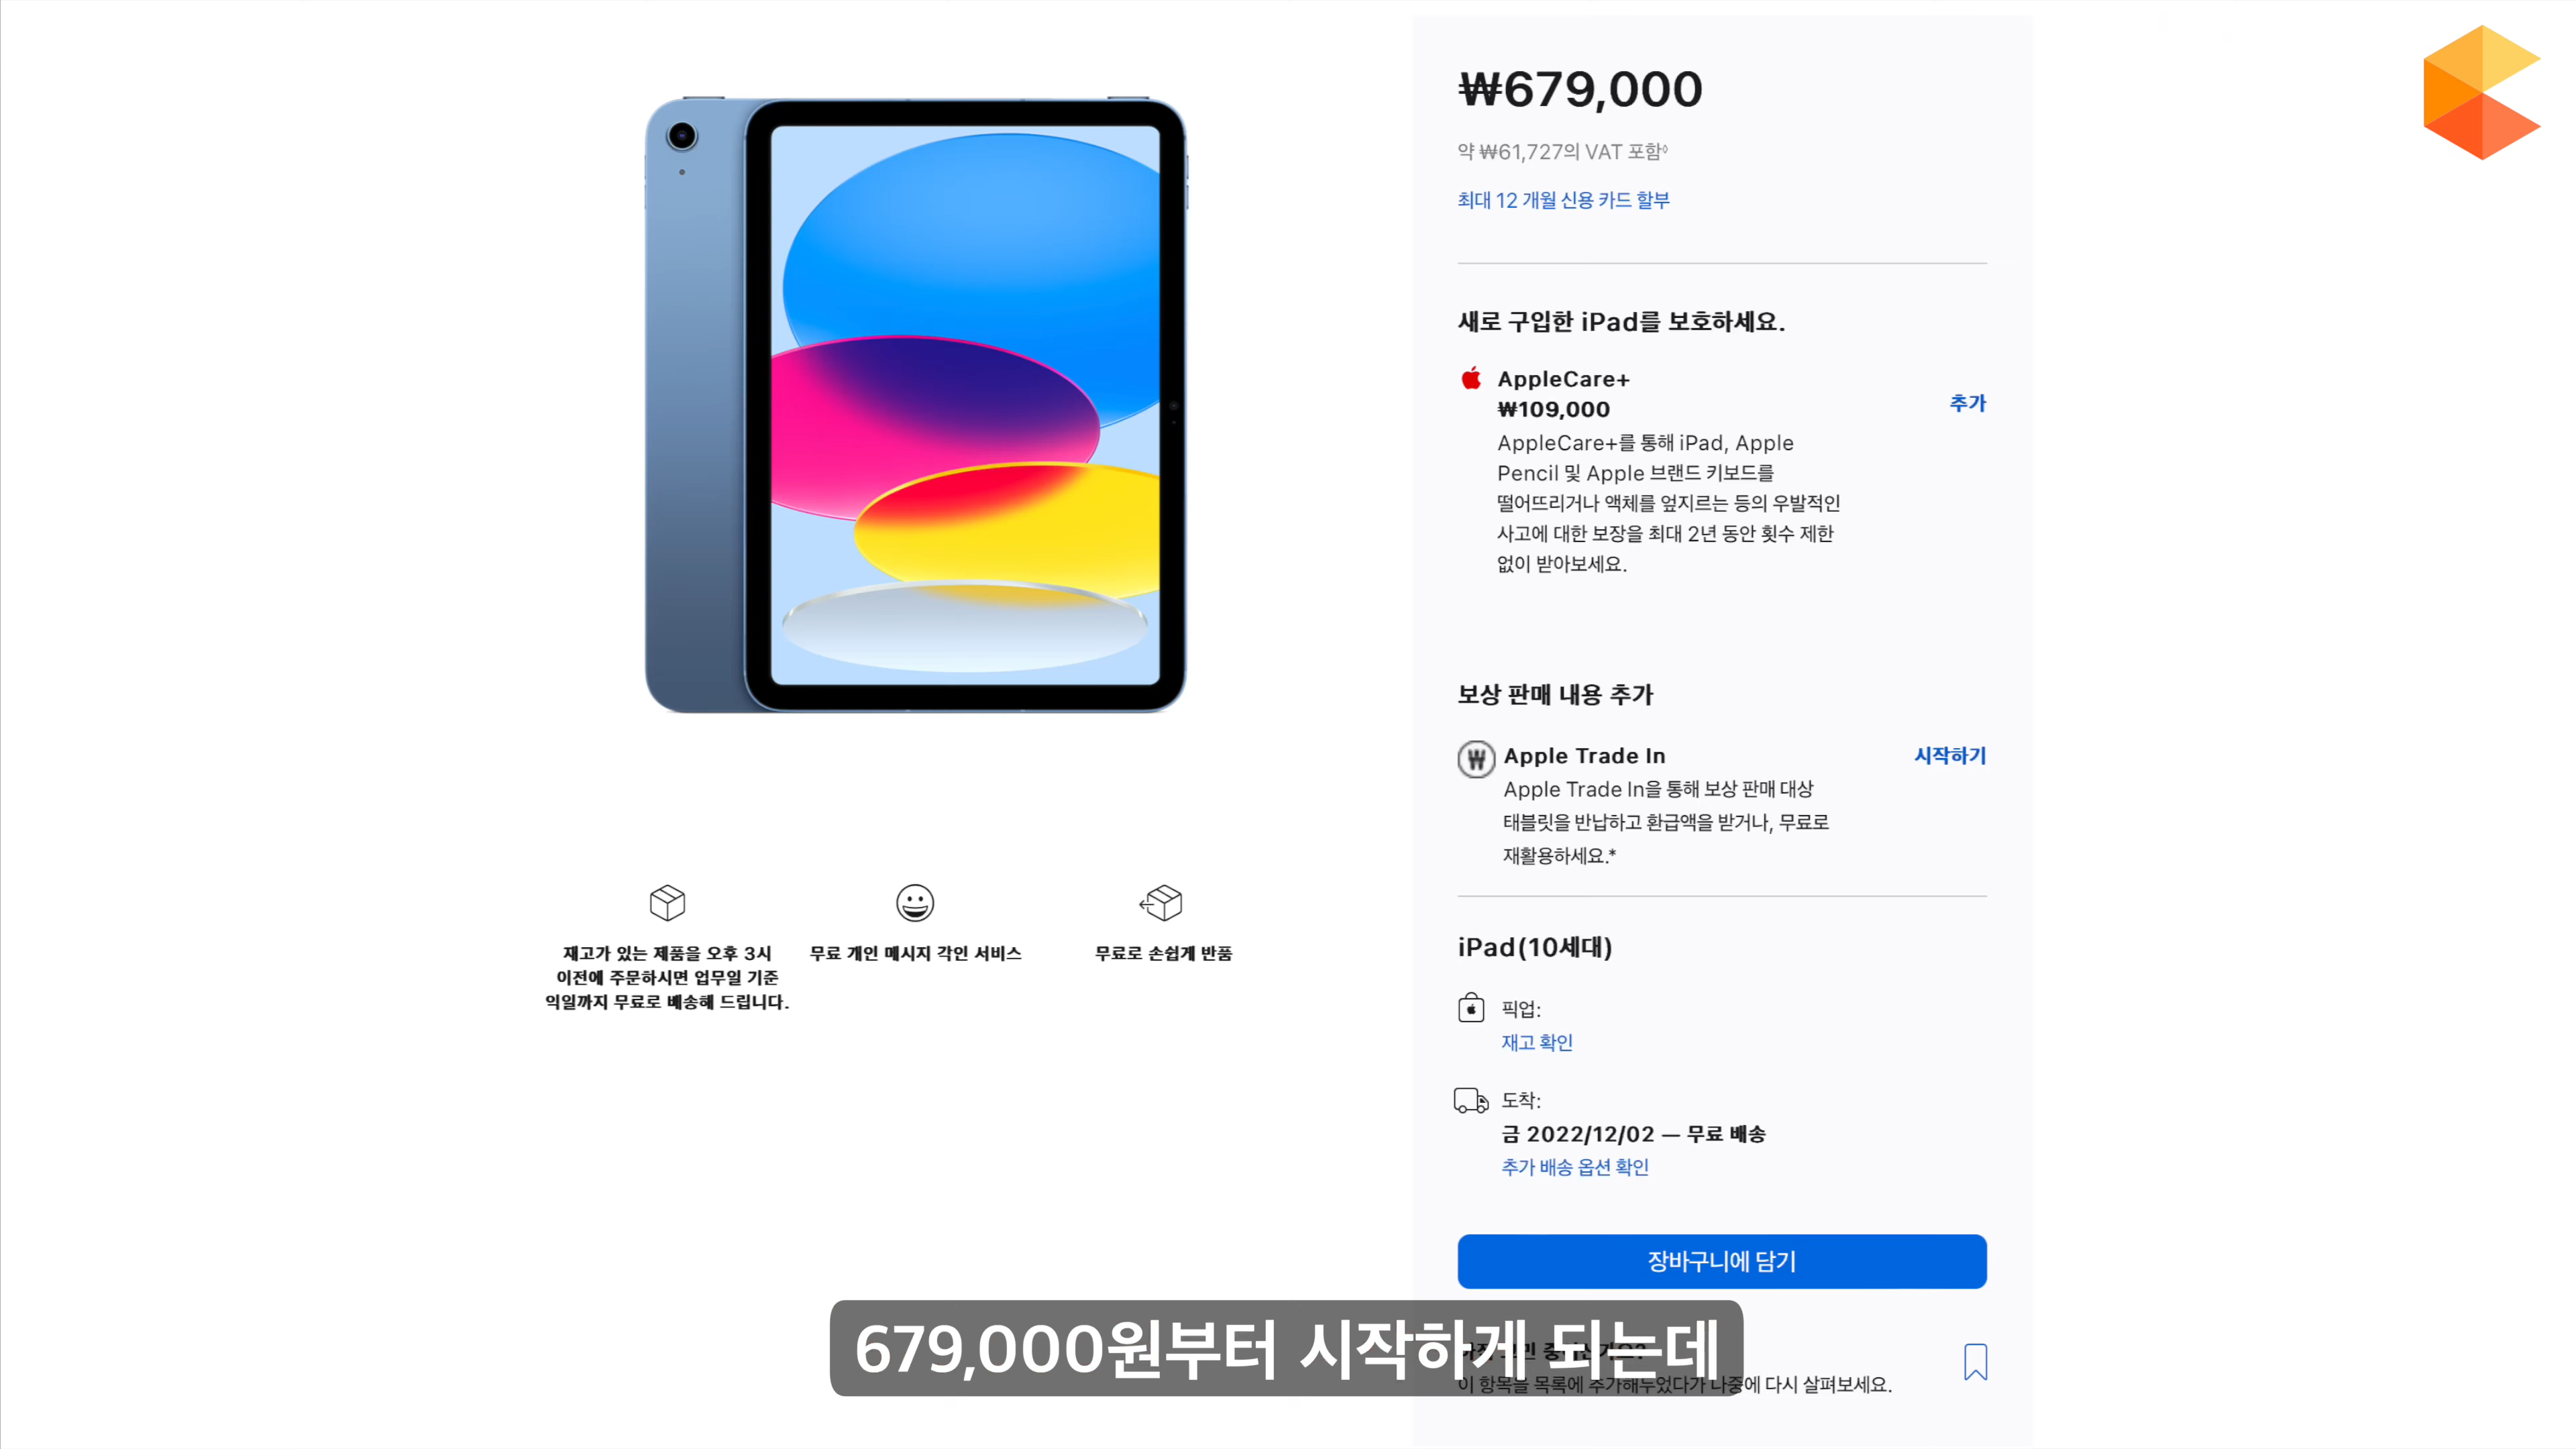 ₩679,000
약 ₩61,727의 VAT 포함◊
최대 12 개월 신용 카드 할부
새로 구입한 iPad를 보호하세요.
AppleCare+
₩109,000
추가
AppleCare+를 통해 iPad, Apple
Pencil 및 Apple 브랜드 키보드를
떨어뜨리거나 액체를 엎지르는 등의 우발적인
사고에 대한 보장을 최대 2년 동안 횟수 제한
없이 받아보세요.
보상 판매 내용 추가
Apple Trade In
시작하기
Apple Trade In을 통해 보상 판매 대상
태블릿을 반납하고 환급액을 받거나, 무료로
재활용하세요.*
재고가 있는 제품을 오후 3시
이전에 주문하시면 업무일 기준
익일까지 무료로 배송해 드립니다.
무료 개인 메시지 각인 서비스
무료로 손쉽게 반품
iPad(10세대)
픽업:
재고 확인
도착:
금 2022/12/02 — 무료 배송
추가 배송 옵션 확인
장바구니에 담기
679,000원부터 시작하게 되는데
이 항목을 목록에 추가해두었다가 나중에 다시 살펴보세요.